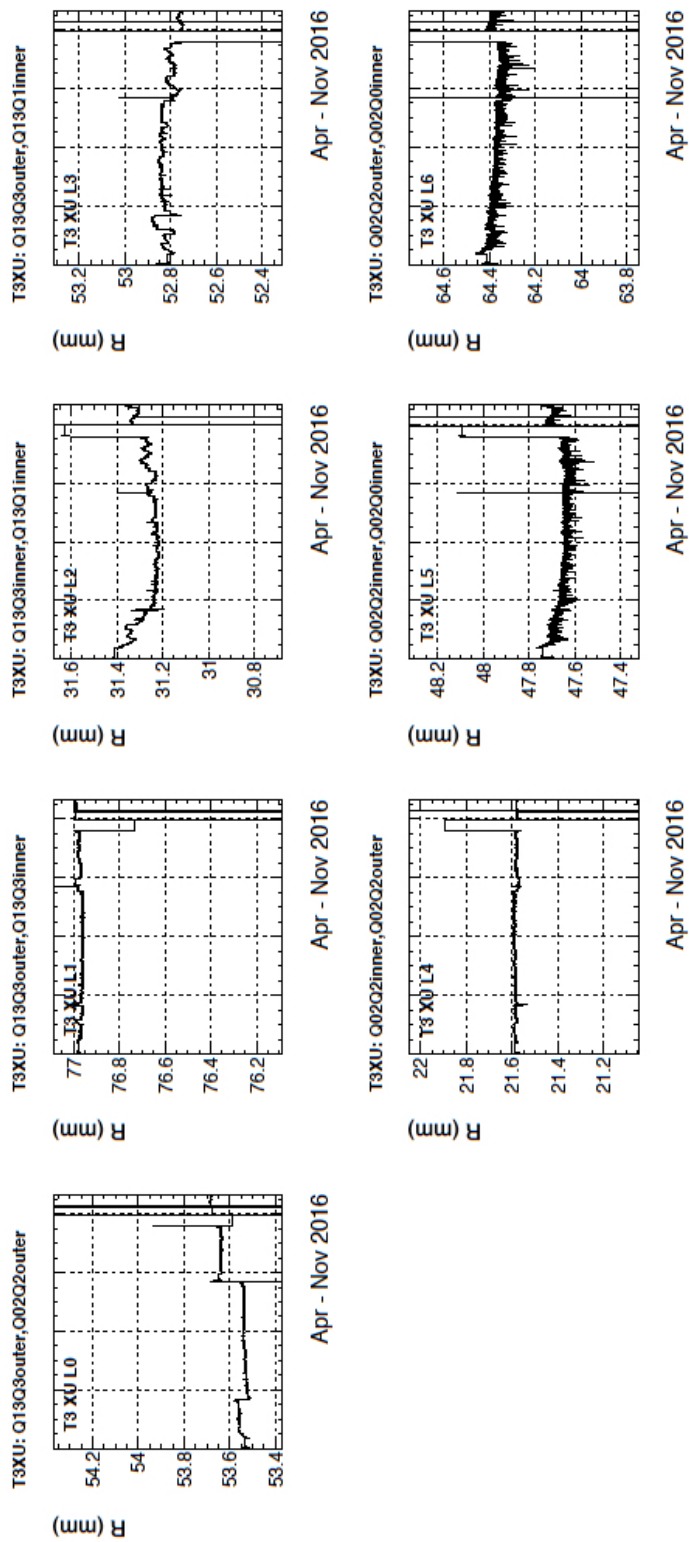 T3XU: Q13Q3outer,Q02Q2outer
R (mm)
T3 XU L0
54.2
54
53.8
53.6
53.4
Apr - Nov 2016
T3XU: Q13Q3outer,Q13Q3inner
R (mm)
T3 XU L1
77
76.8
76.6
76.4
76.2
Apr - Nov 2016
T3XU: Q13Q3inner,Q13Q1inner
R (mm)
T3 XU L2
31.6
31.4
31.2
31
30.8
Apr - Nov 2016
T3XU: Q13Q3outer,Q13Q1inner
R (mm)
T3 XU L3
53.2
53
52.8
52.6
52.4
Apr - Nov 2016
T3XU: Q02Q2inner,Q02Q2outer
R (mm)
T3 XU L4
22
21.8
21.6
21.4
21.2
Apr - Nov 2016
T3XU: Q02Q2inner,Q02Q0inner
R (mm)
T3 XU L5
48.2
48
47.8
47.6
47.4
Apr - Nov 2016
T3XU: Q02Q2outer,Q02Q0inner
R (mm)
T3 XU L6
64.6
64.4
64.2
64
63.8
Apr - Nov 2016